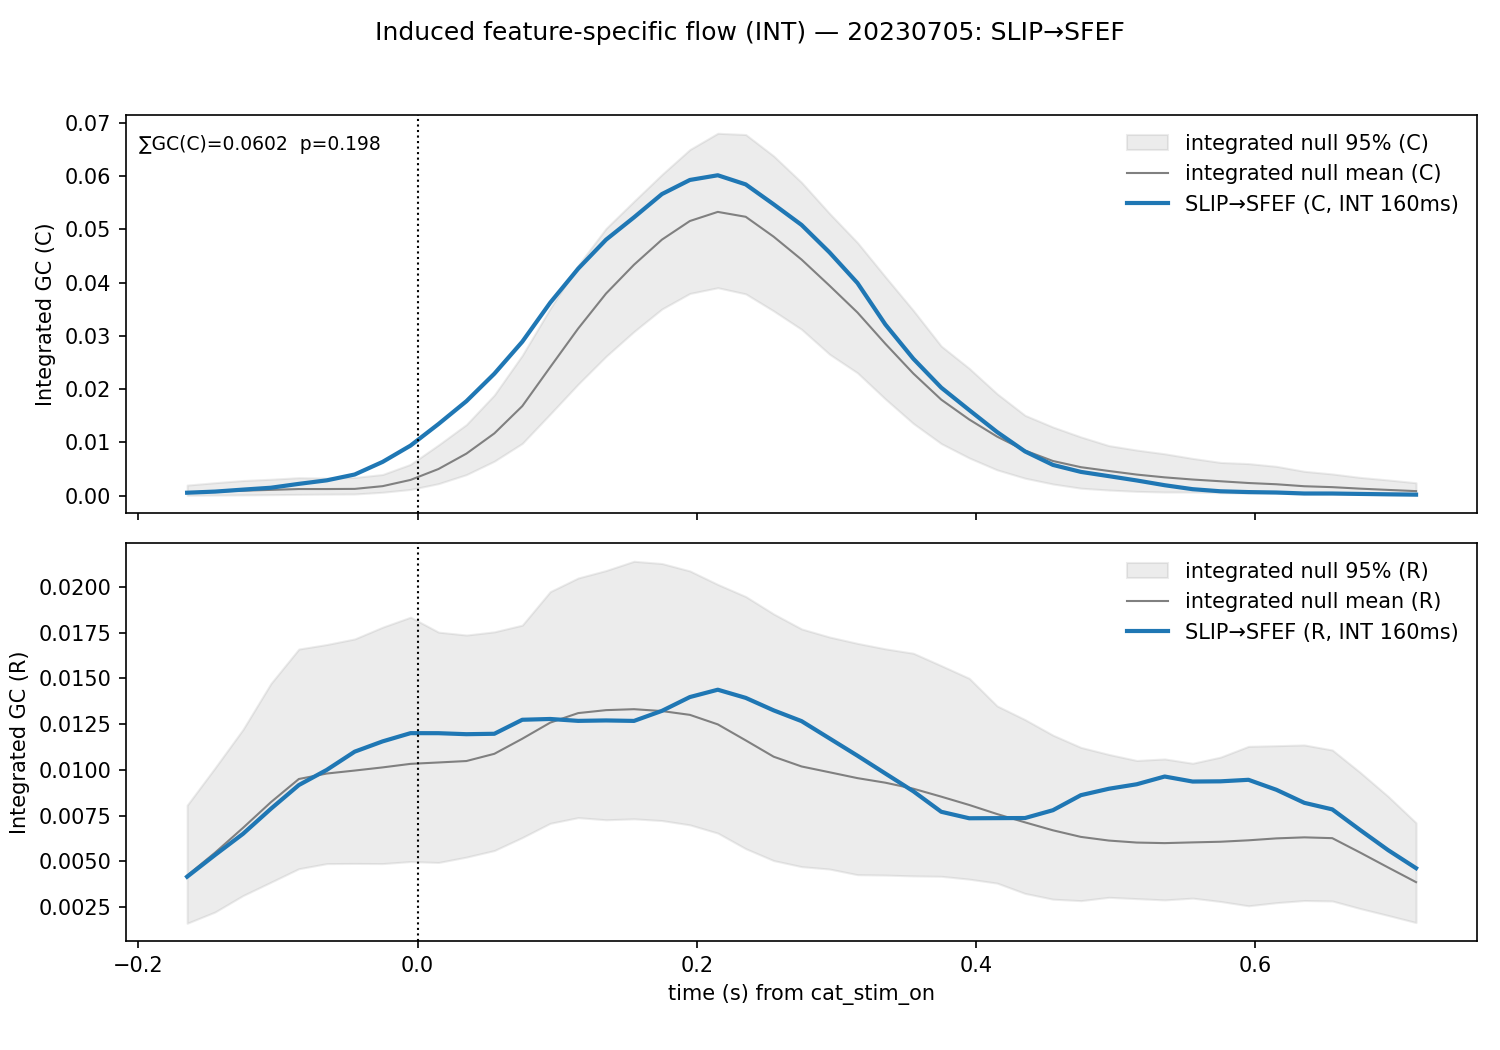 Induced feature-specific flow (INT) — 20230705: SLIP→SFEF
∑GC(C)=0.0602  p=0.198
integrated null 95% (C)
integrated null mean (C)
SLIP→SFEF (C, INT 160ms)
Integrated GC (C)
0.07
0.06
0.05
0.04
0.03
0.02
0.01
0.00
integrated null 95% (R)
integrated null mean (R)
SLIP→SFEF (R, INT 160ms)
Integrated GC (R)
0.0200
0.0175
0.0150
0.0125
0.0100
0.0075
0.0050
0.0025
−0.2
0.0
0.2
0.4
0.6
time (s) from cat_stim_on